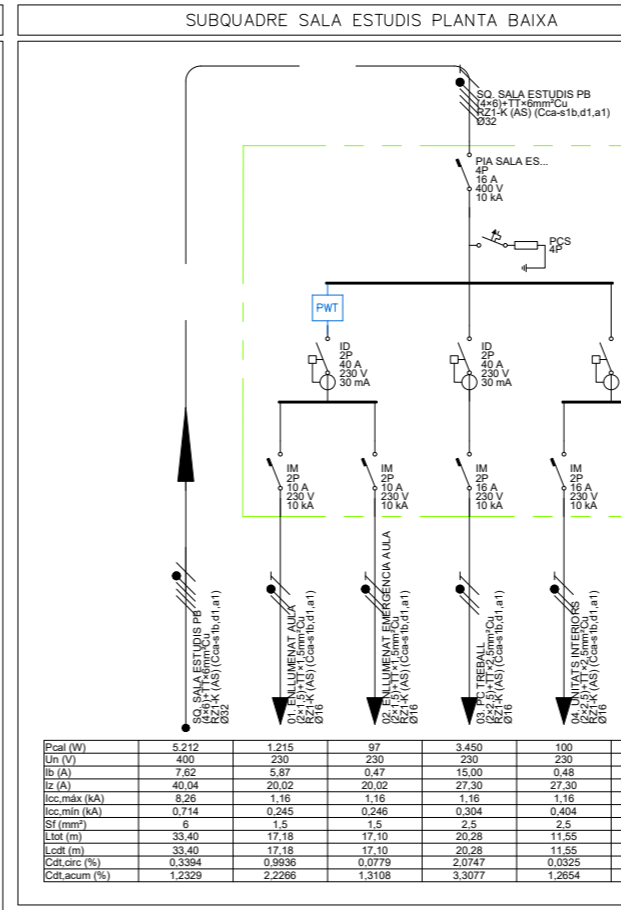 SUBQUADRE SALA ESTUDIS PLANTA BAIXA
SQ. SALA ESTUDIS PB
(4×6)+TT×6mm²Cu
RZ1-K (AS) (Cca-s1b,d1,a1)
Ø32
PIA SALA ES...
4P
16 A
400 V
10 kA
PCS
4P
PWT
ID
2P
40 A
230 V
30 mA
ID
2P
40 A
230 V
30 mA
IM
2P
10 A
230 V
10 kA
IM
2P
10 A
230 V
10 kA
IM
2P
16 A
230 V
10 kA
IM
2P
16 A
230 V
10 kA
SQ. SALA ESTUDIS PB
(4×6)+TT×6mm²Cu
RZ1-K (AS) (Cca-s1b,d1,a1)
Ø32
01. ENLLUMENAT AULA
(2×1,5)+TT×1,5mm²Cu
RZ1-K (AS) (Cca-s1b,d1,a1)
Ø16
02. ENLLUMENAT EMERGENCIA AULA
(2×1,5)+TT×1,5mm²Cu
RZ1-K (AS) (Cca-s1b,d1,a1)
Ø16
03. PC TREBALL
(2×2,5)+TT×2,5mm²Cu
RZ1-K (AS) (Cca-s1b,d1,a1)
Ø16
04. UNITATS INTERIORS
(2×2,5)+TT×2,5mm²Cu
RZ1-K (AS) (Cca-s1b,d1,a1)
Ø16
Pcal (W) 5.212 1.215 97 3.450 100
Un (V) 400 230 230 230 230
Ib (A) 7,62 5,87 0,47 15,00 0,48
Iz (A) 40,04 20,02 20,02 27,30 27,30
Icc,máx (kA) 8,26 1,16 1,16 1,16 1,16
Icc,mín (kA) 0,714 0,245 0,246 0,304 0,404
Sf (mm²) 6 1,5 1,5 2,5 2,5
Ltot (m) 33,40 17,18 17,10 20,28 11,55
Lcdt (m) 33,40 17,18 17,10 20,28 11,55
Cdt,circ (%) 0,3394 0,9936 0,0779 2,0747 0,0325
Cdt,acum (%) 1,2329 2,2266 1,3108 3,3077 1,2654